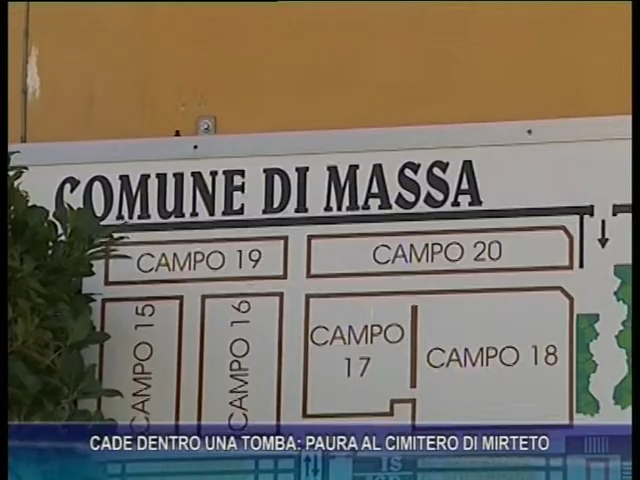 COMUNE DI MASSA
CAMPO 19
CAMPO 20
CAMPO 15
CAMPO 16
CAMPO
17
CAMPO 18
CADE DENTRO UNA TOMBA: PAURA AL CIMITERO DI MIRTETO